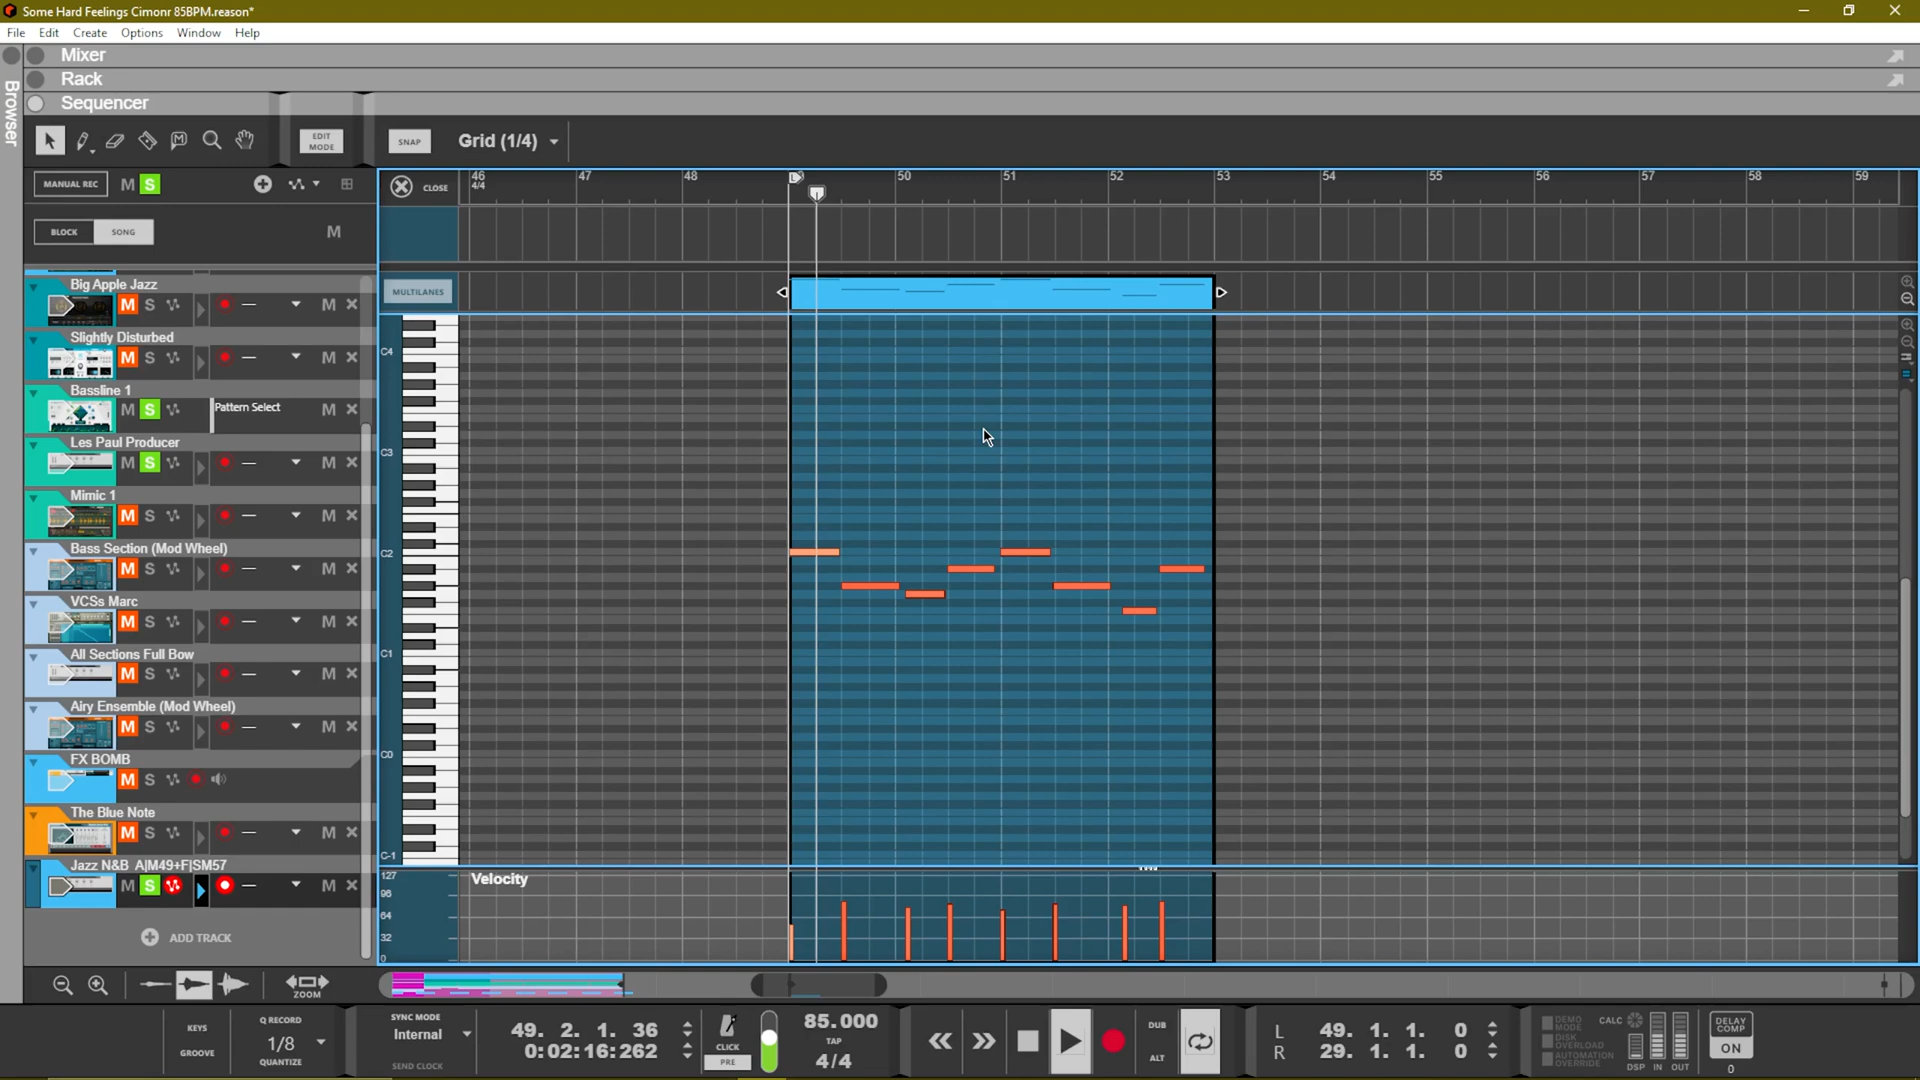 Some Hard Feelings Cimonr 85BPM.reason*
File Edit Create Options Window Help
Mixer
Rack
Sequencer
Browser
EDIT MODE
SNAP
Grid (1/4)
MANUAL REC M S
CLOSE
46 47 48 50 51 52 53 54 55 56 57 58 59
4/4
L
BLOCK SONG M
MULTILANES
Big Apple Jazz
M S M
Slightly Disturbed
M S M
Bassline 1
M S Pattern Select M
Les Paul Producer
M S M
Mimic 1
M S M
Bass Section (Mod Wheel)
M S M
VCSs Marc
M S M
All Sections Full Bow
M S M
Airy Ensemble (Mod Wheel)
M S M
FX BOMB
M S
The Blue Note
M S M
Jazz N&B A|M49+F|SM57
M S M
ADD TRACK
C4
C3
C2
C1
C0
C-1
Velocity
127
96
64
32
0
ZOOM
KEYS
GROOVE
Q RECORD
1/8
QUANTIZE
SYNC MODE
Internal
SEND CLOCK
49. 2. 1. 36
0:02:16:262
CLICK
PRE
85.000
TAP
4/4
DUB
ALT
L 49. 1. 1. 0
R 29. 1. 1. 0
DEMO MODE
DISK OVERLOAD
AUTOMATION OVERRIDE
CALC
DSP IN OUT
DELAY COMP
ON
0